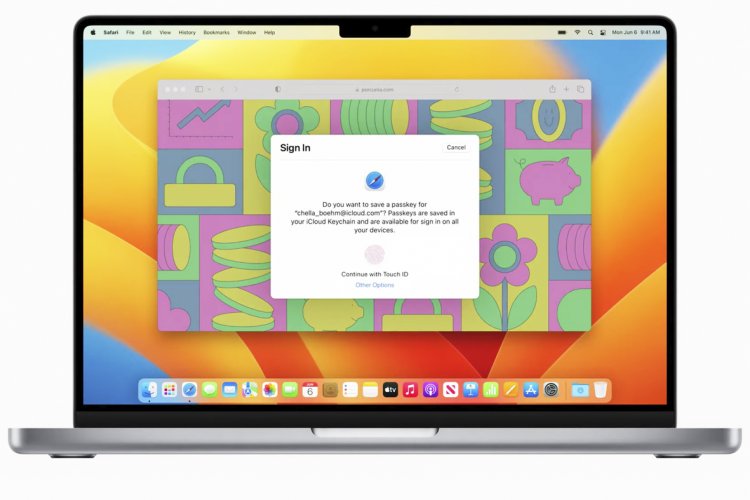 Safari File Edit View History Bookmarks Window Help
Mon Jun 6 9:41 AM
Sign In
Cancel
Do you want to save a passkey for
"chella_boehm@icloud.com"? Passkeys are saved in
your iCloud Keychain and are available for sign in on all
your devices.
Continue with Touch ID
Other Options
JUN
6
tv